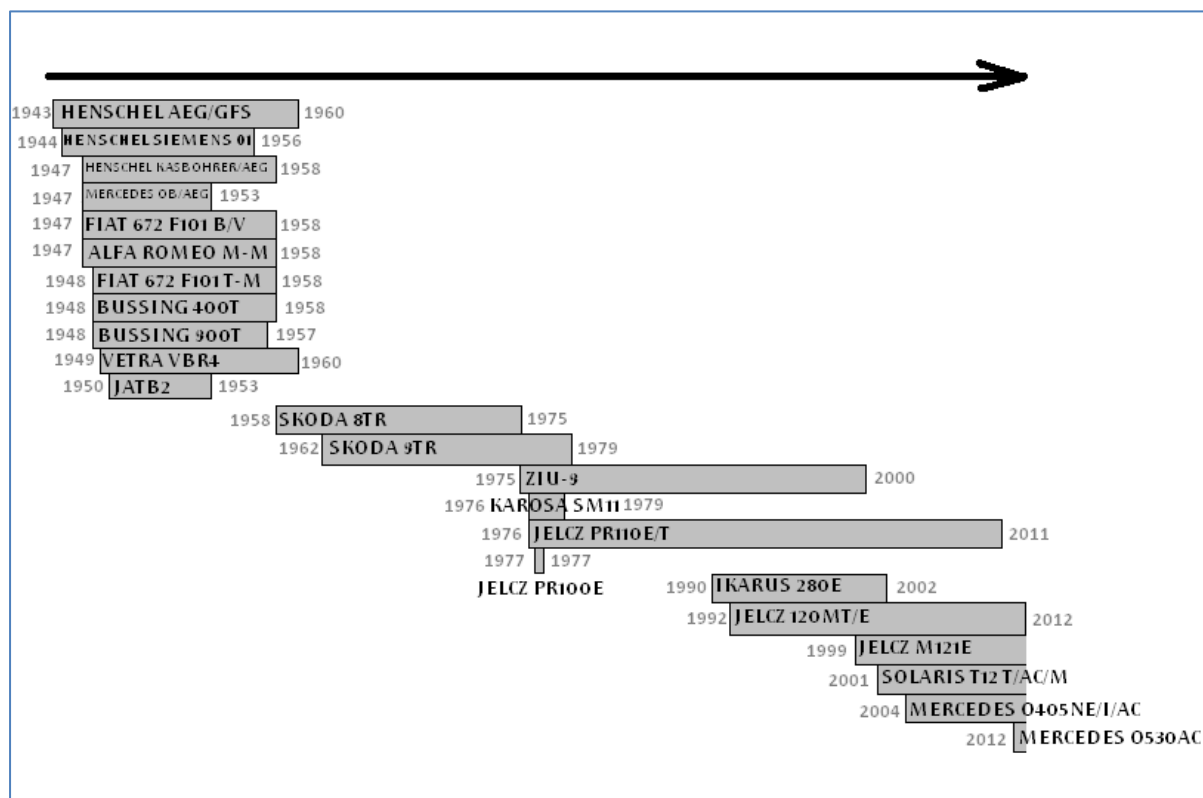 1943 HENSCHEL AEG/GFS 1960
1944 HENSCHEL SIEMENS 01 1956
1947 HENSCHEL KASBOHRER/AEG 1958
1947 MERCEDES OB/AEG 1953
1947 FIAT 672 F101 B/V 1958
1947 ALFA ROMEO M-M 1958
1948 FIAT 672 F101 T-M 1958
1948 BUSSING 400T 1958
1948 BUSSING 900T 1957
1949 VETRA VBR4 1960
1950 JATB2 1953
1958 SKODA 8TR 1975
1962 SKODA 9TR 1979
1975 ZIU-9 2000
1976 KAROSA SM11 1979
1976 JELCZ PR110E/T 2011
1977 1977
JELCZ PR100E
1990 IKARUS 280E 2002
1992 JELCZ 120MT/E 2012
1999 JELCZ M121E
2001 SOLARIS T12 T/AC/M
2004 MERCEDES O405NE/I/AC
2012 MERCEDES O530AC